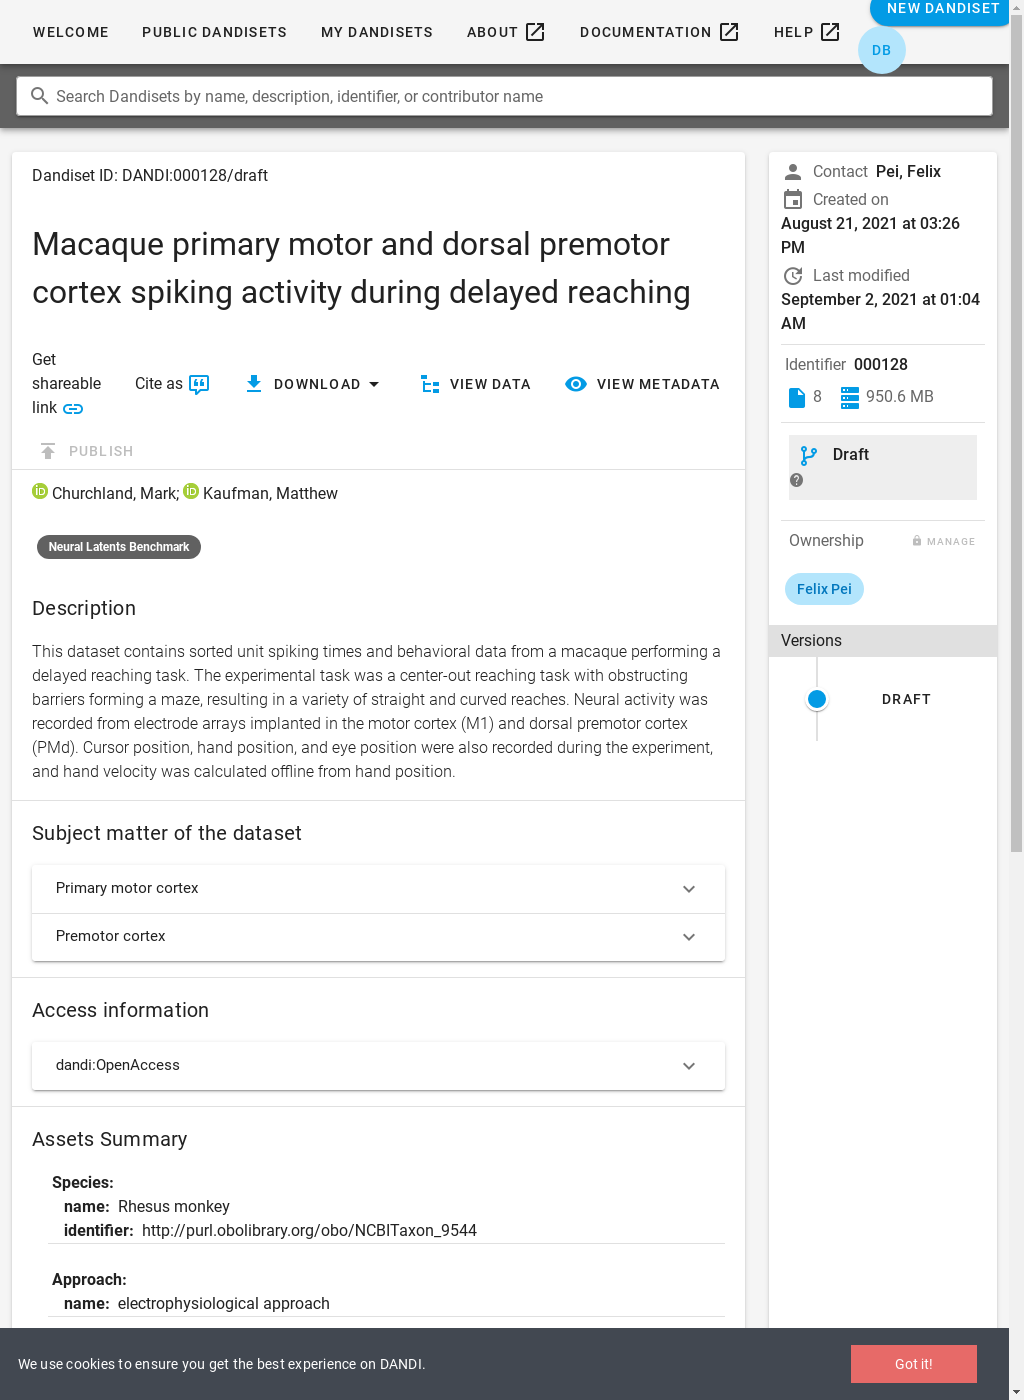 WELCOME PUBLIC DANDISETS MY DANDISETS ABOUT DOCUMENTATION HELP NEW DANDISET
DB
Search Dandisets by name, description, identifier, or contributor name
Dandiset ID: DANDI:000128/draft
Macaque primary motor and dorsal premotor
cortex spiking activity during delayed reaching
Get
shareable
link
Cite as
DOWNLOAD
VIEW DATA
VIEW METADATA
PUBLISH
iD Churchland, Mark; iD Kaufman, Matthew
Neural Latents Benchmark
Description
This dataset contains sorted unit spiking times and behavioral data from a macaque performing a
delayed reaching task. The experimental task was a center-out reaching task with obstructing
barriers forming a maze, resulting in a variety of straight and curved reaches. Neural activity was
recorded from electrode arrays implanted in the motor cortex (M1) and dorsal premotor cortex
(PMd). Cursor position, hand position, and eye position were also recorded during the experiment,
and hand velocity was calculated offline from hand position.
Subject matter of the dataset
Primary motor cortex
Premotor cortex
Access information
dandi:OpenAccess
Assets Summary
Species:
name: Rhesus monkey
identifier: http://purl.obolibrary.org/obo/NCBITaxon_9544
Approach:
name: electrophysiological approach
Contact Pei, Felix
Created on
August 21, 2021 at 03:26
PM
Last modified
September 2, 2021 at 01:04
AM
Identifier 000128
8 950.6 MB
Draft
?
Ownership MANAGE
Felix Pei
Versions
DRAFT
We use cookies to ensure you get the best experience on DANDI.
Got it!